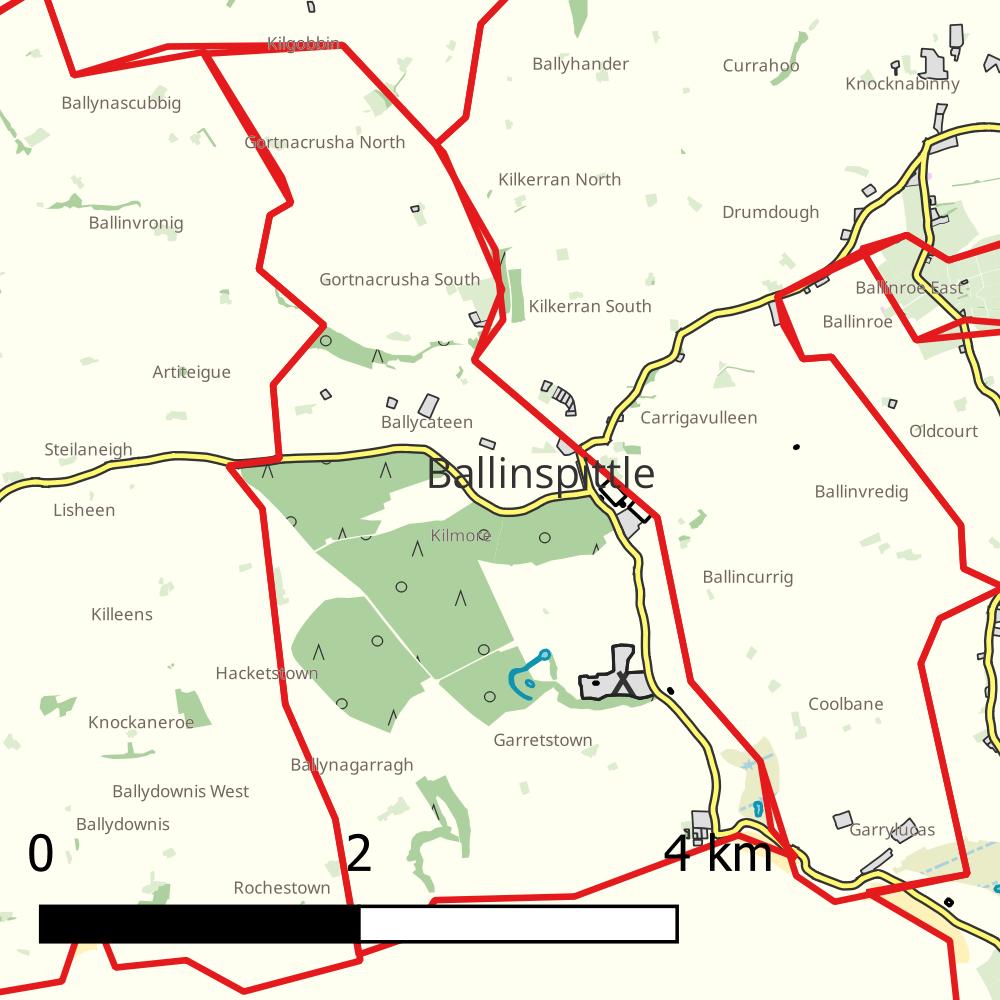 Kilgobbin
Ballyhander
Currahoo
Knocknabinny
Ballynascubbig
Gortnacrusha North
Kilkerran North
Drumdough
Ballinvronig
Gortnacrusha South
Ballinroe East
Kilkerran South
Ballinroe
Artiteigue
Carrigavulleen
Ballycateen
Oldcourt
Steilaneigh
Ballinspittle
Ballinvredig
Lisheen
Kilmore
Ballincurrig
Killeens
Hacketstown
Coolbane
Knockaneroe
Garretstown
Ballynagarragh
Ballydownis West
Ballydownis
Garrylucas
0 2 4 km
Rochestown